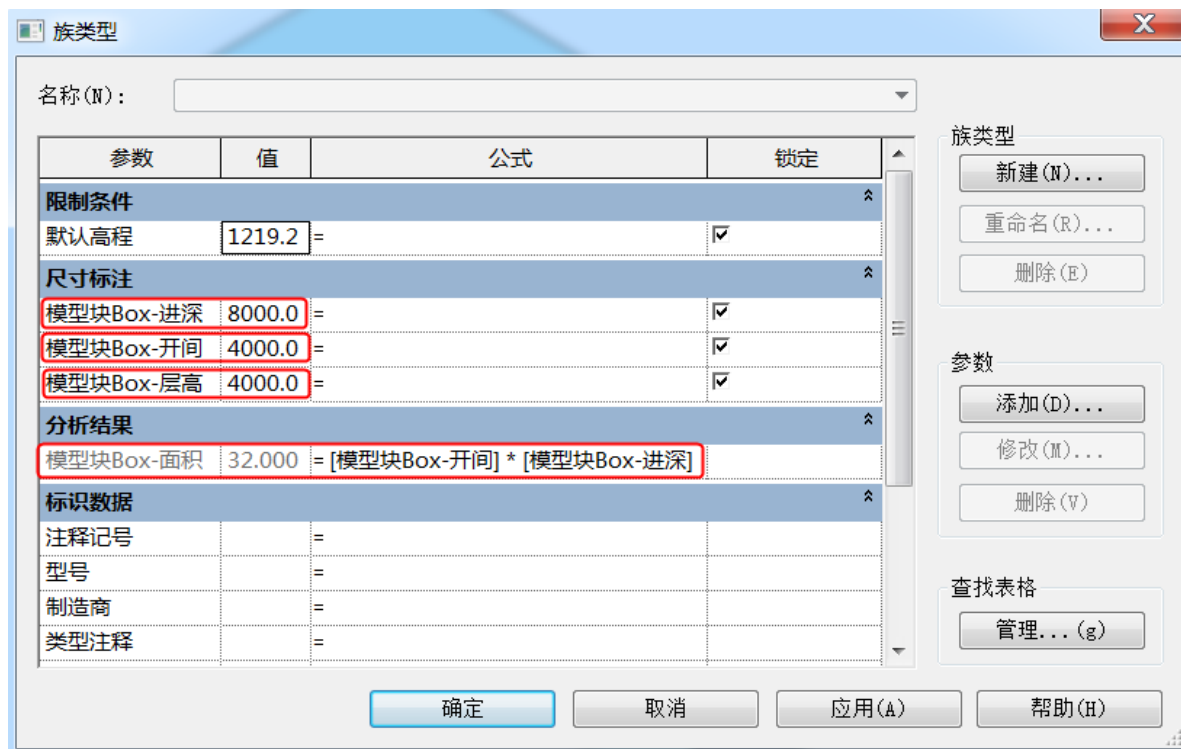 族类型
名称(N):
参数 值 公式 锁定
限制条件
默认高程 1219.2 =
尺寸标注
模型块Box-进深 8000.0 =
模型块Box-开间 4000.0 =
模型块Box-层高 4000.0 =
分析结果
模型块Box-面积 32.000 = [模型块Box-开间] * [模型块Box-进深]
标识数据
注释记号 =
型号 =
制造商 =
类型注释 =
族类型
新建(N)...
重命名(R)...
删除(E)
参数
添加(D)...
修改(M)...
删除(V)
查找表格
管理...(g)
确定 取消 应用(A) 帮助(H)